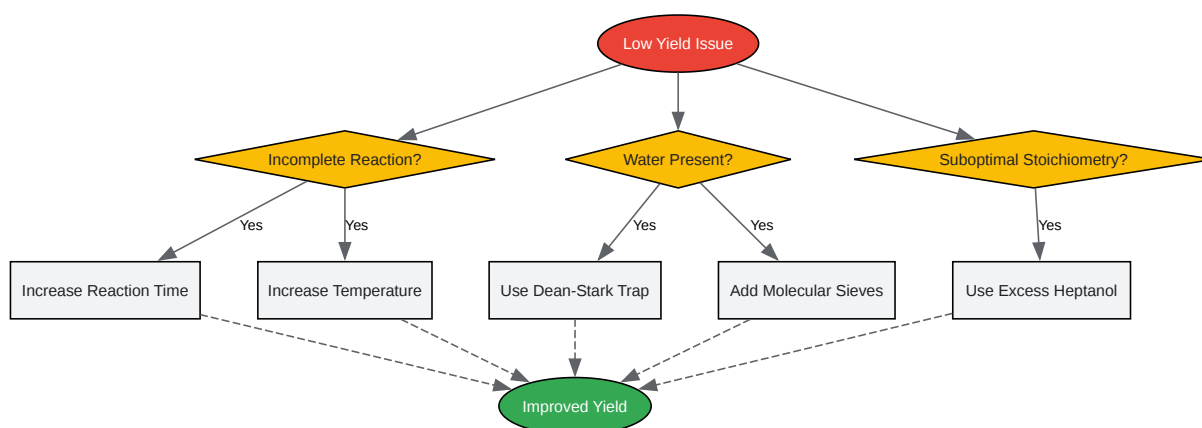 Low Yield Issue
Incomplete Reaction?
Water Present?
Suboptimal Stoichiometry?
Yes
Yes
Yes
Yes
Yes
Increase Reaction Time
Increase Temperature
Use Dean-Stark Trap
Add Molecular Sieves
Use Excess Heptanol
Improved Yield